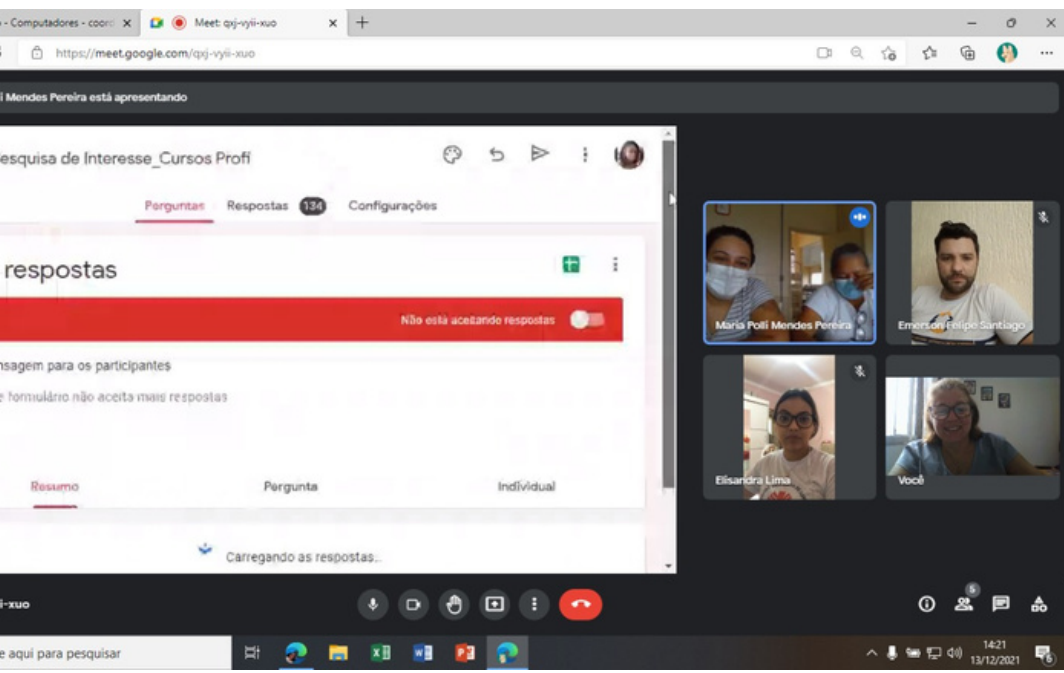 - Computadores - coord
Meet: qxj-vyii-xuo
https://meet.google.com/qxj-vyii-xuo
i Mendes Pereira está apresentando
esquisa de Interesse_Cursos Profi
Perguntas Respostas 134 Configurações
respostas
Não está aceitando respostas
nsagem para os participantes
e formulário não aceita mais respostas
Resumo Pergunta Individual
Carregando as respostas...
Maria Polli Mendes Pereira
Emerson Felipe Santiago
Elisandra Lima
Você
i-xuo
5
e aqui para pesquisar
14:21
13/12/2021
6